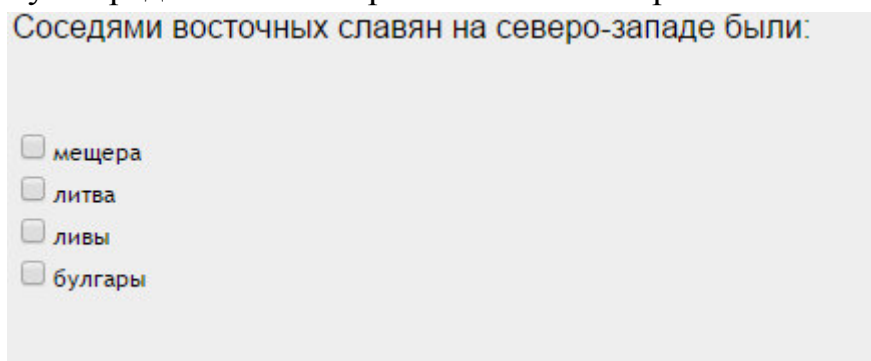 Соседями восточных славян на северо-западе были:
мещера
литва
ливы
булгары